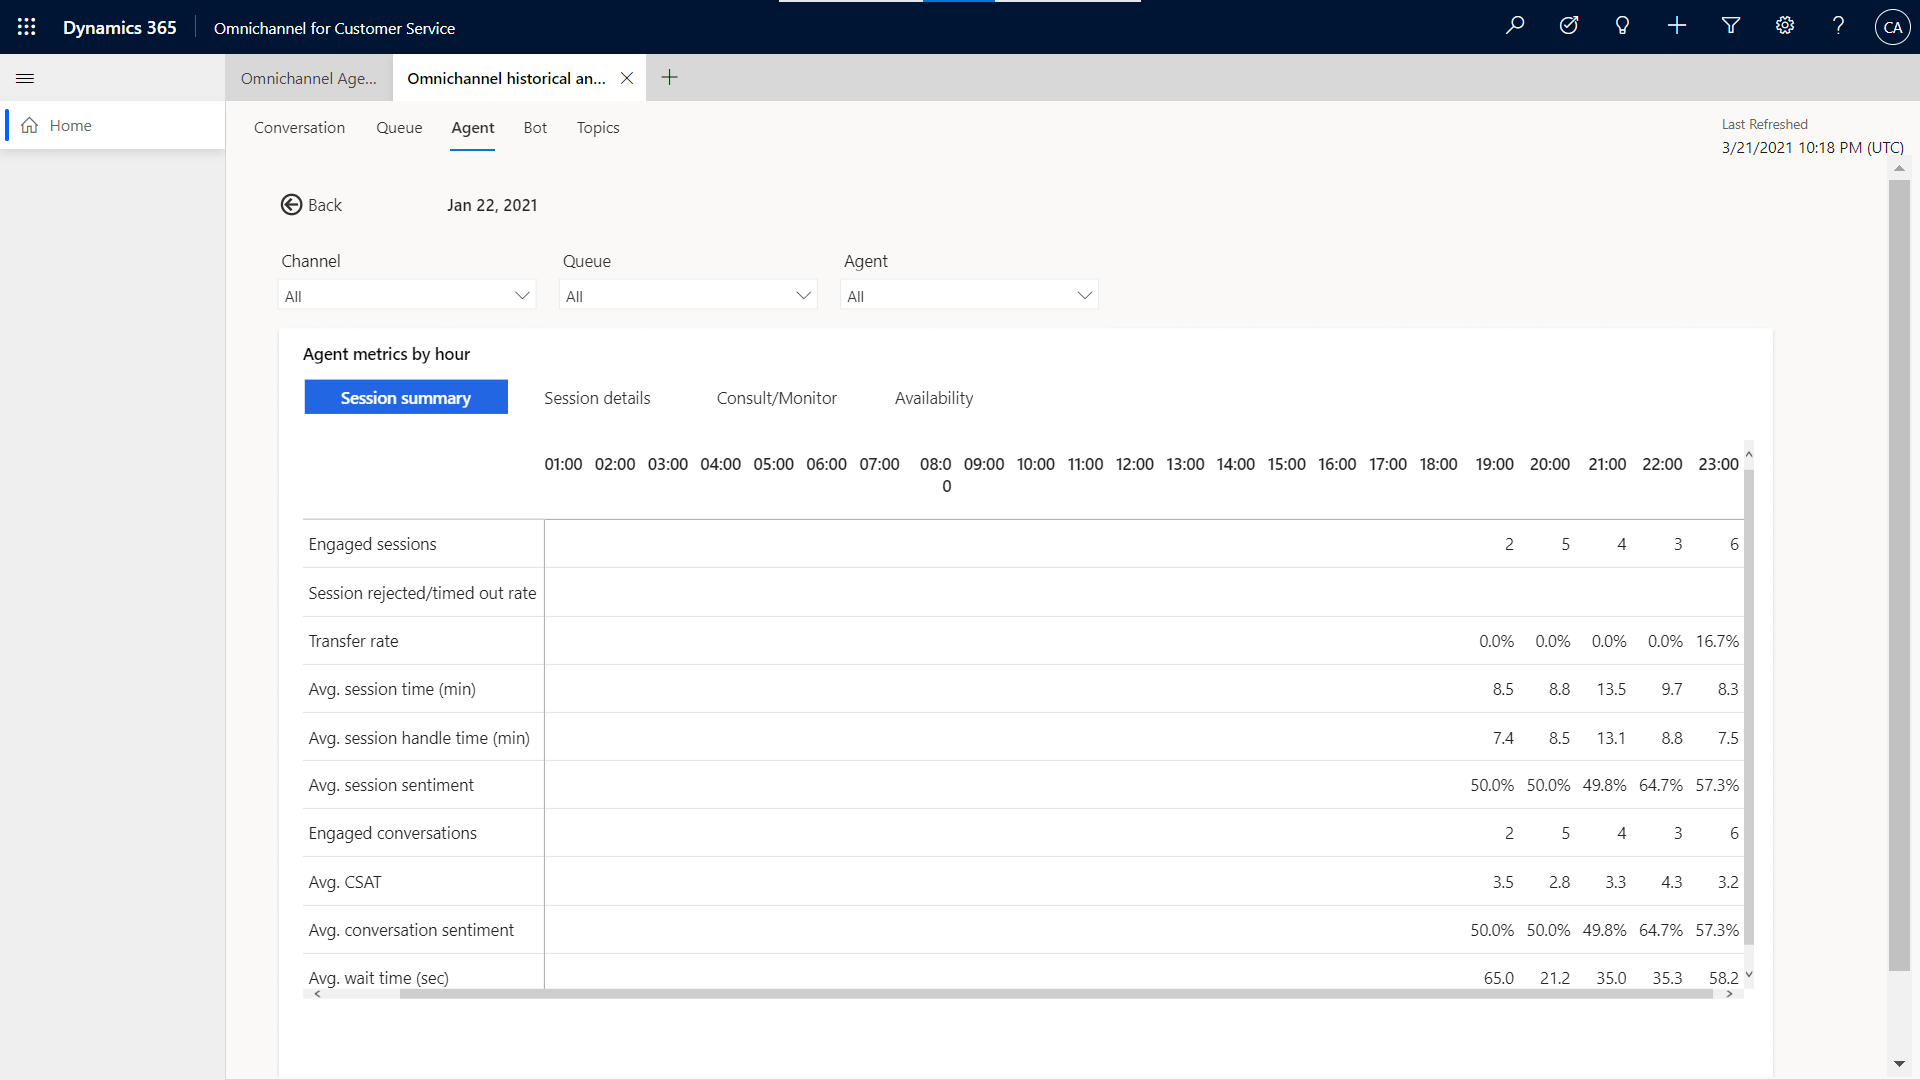 Dynamics 365 Omnichannel for Customer Service ? CA
Omnichannel Age... Omnichannel historical an...
Home
Conversation Queue Agent Bot Topics
Last Refreshed
3/21/2021 10:18 PM (UTC)
Back Jan 22, 2021
Channel Queue Agent
All All All
Agent metrics by hour
Session summary Session details Consult/Monitor Availability
01:00 02:00 03:00 04:00 05:00 06:00 07:00 08:0 09:00 10:00 11:00 12:00 13:00 14:00 15:00 16:00 17:00 18:00 19:00 20:00 21:00 22:00 23:00
0
Engaged sessions 2 5 4 3 6
Session rejected/timed out rate
Transfer rate 0.0% 0.0% 0.0% 0.0% 16.7%
Avg. session time (min) 8.5 8.8 13.5 9.7 8.3
Avg. session handle time (min) 7.4 8.5 13.1 8.8 7.5
Avg. session sentiment 50.0% 50.0% 49.8% 64.7% 57.3%
Engaged conversations 2 5 4 3 6
Avg. CSAT 3.5 2.8 3.3 4.3 3.2
Avg. conversation sentiment 50.0% 50.0% 49.8% 64.7% 57.3%
Avg. wait time (sec) 65.0 21.2 35.0 35.3 58.2